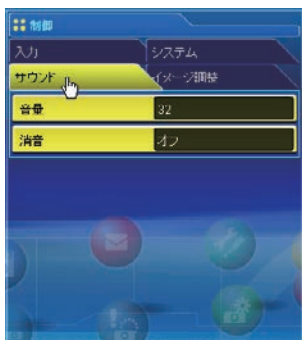 制御
入力 システム
サウンド イメージ調整
音量 32
消音 オフ